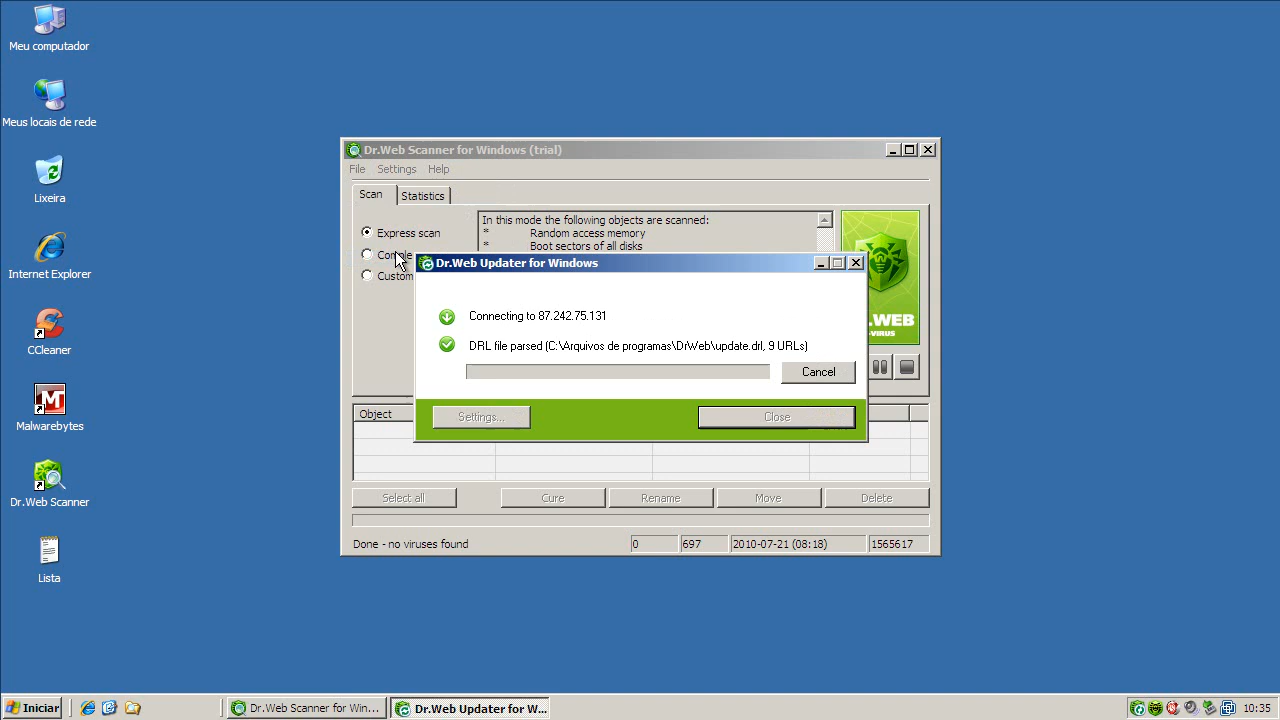 Meu computador
Meus locais de rede
Lixeira
Internet Explorer
CCleaner
Malwarebytes
Dr.Web Scanner
Lista
Dr.Web Scanner for Windows (trial)
File Settings Help
Scan Statistics
Express scan
Custom
In this mode the following objects are scanned:
* Random access memory
* Boot sectors of all disks
Dr.Web Updater for Windows
Connecting to 87.242.75.131
DRL file parsed (C:\Arquivos de programas\DrWeb\update.drl, 9 URLs)
Cancel
Settings... Close
Object
Select all Cure Rename Move Delete
Done - no viruses found 0 697 2010-07-21 (08:18) 1565617
Iniciar Dr.Web Scanner for Win... Dr.Web Updater for W... 10:35